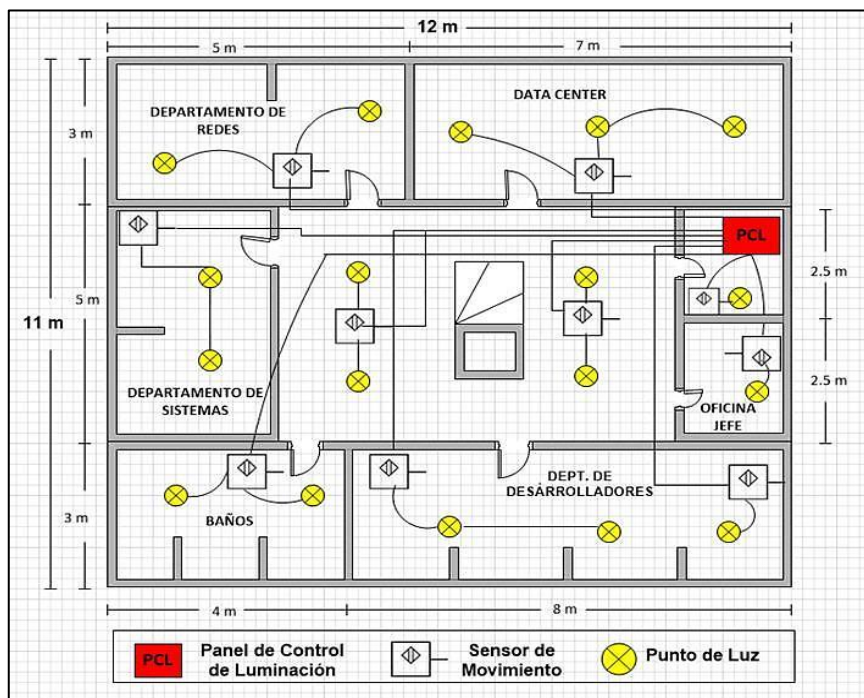 12 m
5 m
7 m
DEPARTAMENTO DE
REDES
DATA CENTER
3 m
PCL
2.5 m
5 m
11 m
DEPARTAMENTO DE
SISTEMAS
2.5 m
OFICINA
JEFE
DEPT. DE
DESARROLLADORES
BAÑOS
3 m
4 m
8 m
PCL
Panel de Control
de Luminación
Sensor de
Movimiento
Punto de Luz